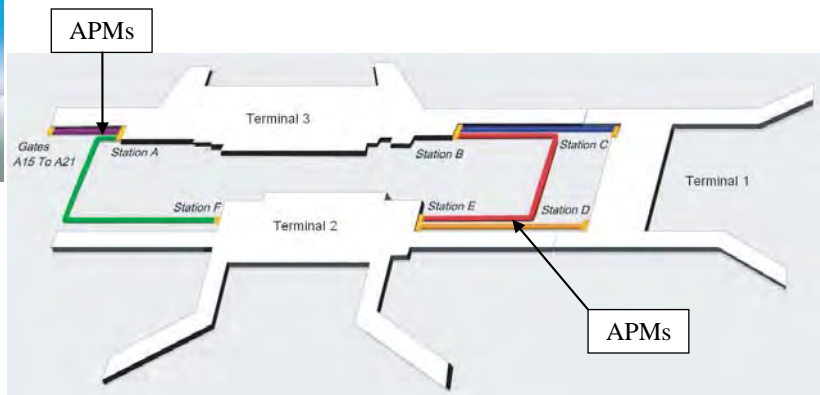 APMs
Terminal 3
Gates
A15 To A21
Station A
Station B
Station C
Terminal 1
Station F
Station E
Station D
Terminal 2
APMs